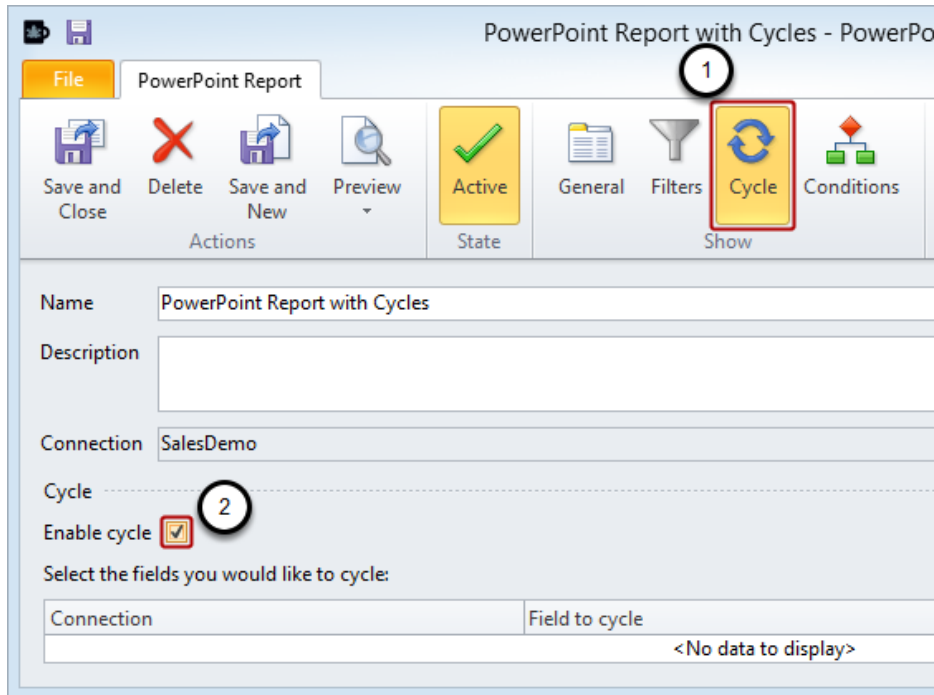 PowerPoint Report with Cycles - PowerPo
File
PowerPoint Report
1
Save and Close
Delete
Save and New
Preview
Active
General
Filters
Cycle
Conditions
Actions
State
Show
Name
PowerPoint Report with Cycles
Description
Connection
SalesDemo
Cycle
2
Enable cycle
Select the fields you would like to cycle:
Connection
Field to cycle
<No data to display>